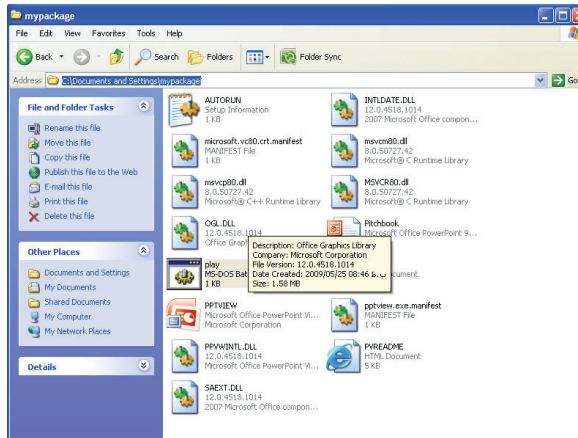 mypackage
File Edit View Favorites Tools Help
Back Search Folders Folder Sync
Address C:\Documents and Settings\mypackage Go
File and Folder Tasks
Rename this file
Move this file
Copy this file
Publish this file to the Web
E-mail this file
Print this file
Delete this file
Other Places
Documents and Settings
My Documents
Shared Documents
My Computer
My Network Places
Details
AUTORUN
Setup Information
1 KB
INTLDATE.DLL
12.0.4518.1014
2007 Microsoft Office compon...
microsoft.vc80.crt.manifest
MANIFEST File
1 KB
msvcm80.dll
8.0.50727.42
Microsoft® C Runtime Library
msvcp80.dll
8.0.50727.42
Microsoft® C++ Runtime Library
MSVCR80.dll
8.0.50727.42
Microsoft® C Runtime Library
OGL.DLL
12.0.4518.1014
Office Graph
Pitchbook
Microsoft Office PowerPoint 9...
Description: Office Graphics Library
Company: Microsoft Corporation
File Version: 12.0.4518.1014
Date Created: 2009/05/25 08:46
Size: 1.58 MB
play
MS-DOS Bat
1 KB
cument
PPTVIEW
Microsoft Office PowerPoint Vi...
Microsoft Corporation
pptview.exe.manifest
MANIFEST File
1 KB
PPVWINTL.DLL
12.0.4518.1014
Microsoft Office PowerPoint Vi...
PVREADME
HTML Document
5 KB
SAEXT.DLL
12.0.4518.1014
2007 Microsoft Office compon...